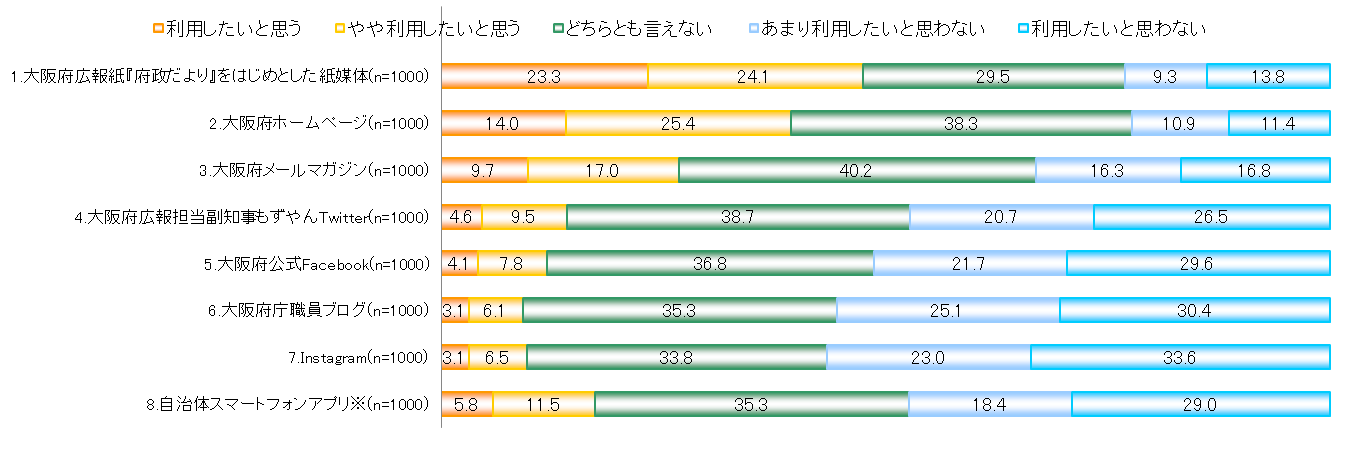 利用したいと思う やや利用したいと思う どちらとも言えない あまり利用したいと思わない 利用したいと思わない
1.大阪府広報紙『府政だより』をはじめとした紙媒体(n=1000) 23.3 24.1 29.5 9.3 13.8
2.大阪府ホームページ(n=1000) 14.0 25.4 38.3 10.9 11.4
3.大阪府メールマガジン(n=1000) 9.7 17.0 40.2 16.3 16.8
4.大阪府広報担当副知事もずやんTwitter(n=1000) 4.6 9.5 38.7 20.7 26.5
5.大阪府公式Facebook(n=1000) 4.1 7.8 36.8 21.7 29.6
6.大阪府庁職員ブログ(n=1000) 3.1 6.1 35.3 25.1 30.4
7.Instagram(n=1000) 3.1 6.5 33.8 23.0 33.6
8.自治体スマートフォンアプリ※(n=1000) 5.8 11.5 35.3 18.4 29.0